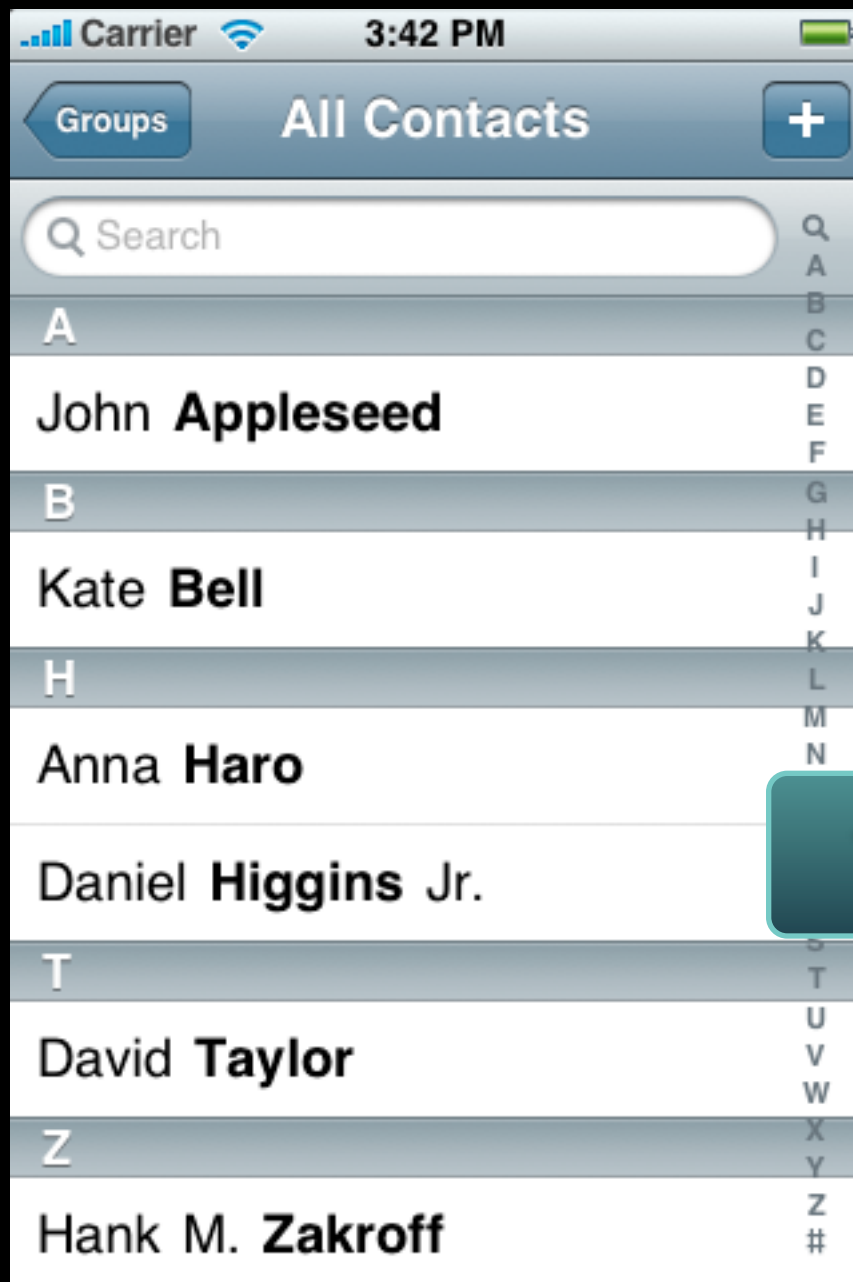 Carrier 3:42 PM
Groups All Contacts +
Search
A
John Appleseed
B
Kate Bell
H
Anna Haro
Daniel Higgins Jr.
T
David Taylor
Z
Hank M. Zakroff
A
B
C
D
E
F
G
H
I
J
K
L
M
N
S
T
U
V
W
X
Y
Z
#